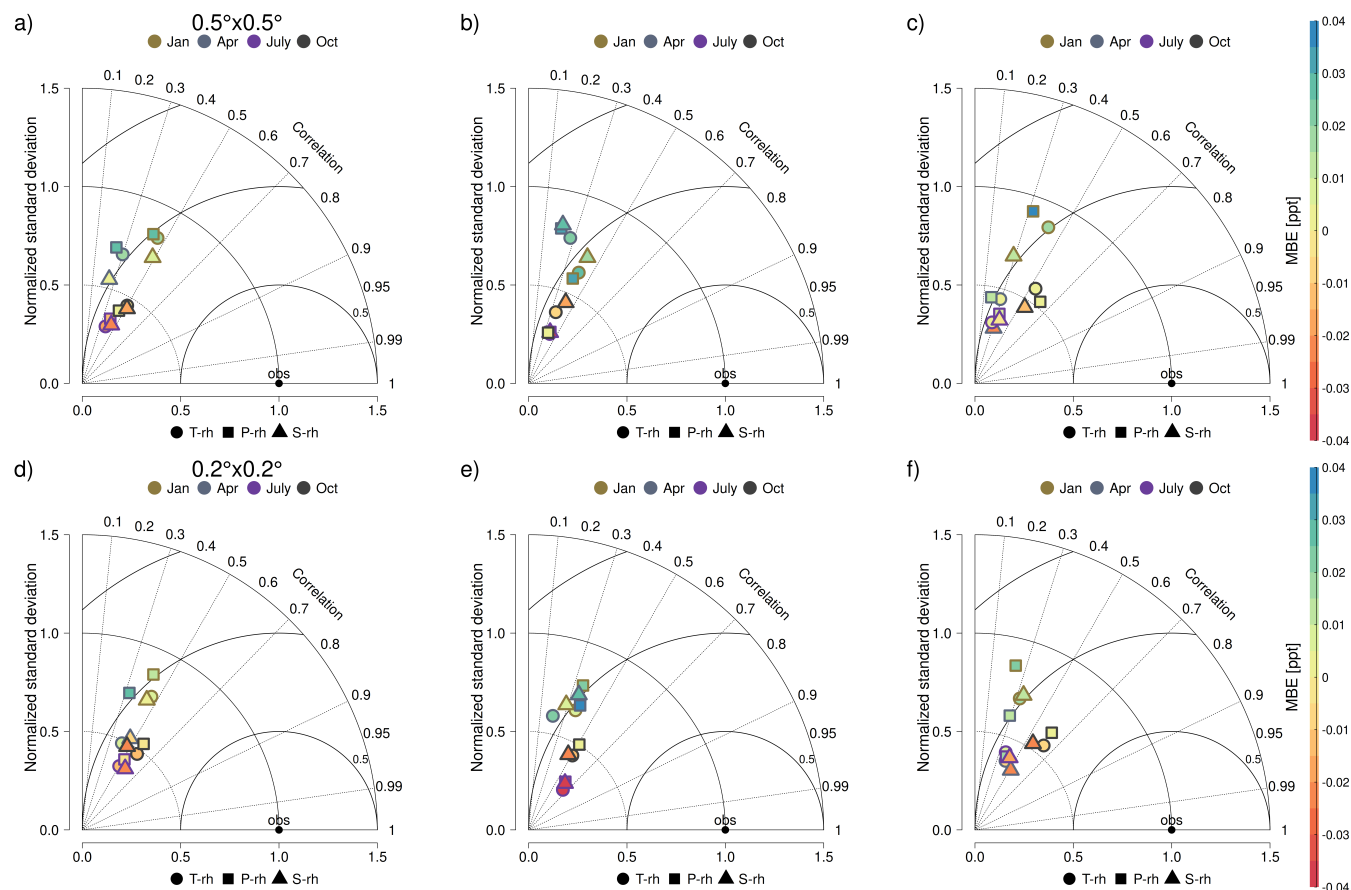 a) 0.5°x0.5° b) c)
Jan Apr July Oct
Jan Apr July Oct
Jan Apr July Oct
0.1 0.2 0.3 0.4 0.5 0.6 0.7 0.8 0.9 0.95 0.99 1
Correlation
Normalized standard deviation
1.5
1.0
0.5
0.0
0.5
obs
0.0 0.5 1.0 1.5
T-rh P-rh S-rh
0.1 0.2 0.3 0.4 0.5 0.6 0.7 0.8 0.9 0.95 0.99 1
Correlation
Normalized standard deviation
1.5
1.0
0.5
0.0
0.5
obs
0.0 0.5 1.0 1.5
T-rh P-rh S-rh
0.1 0.2 0.3 0.4 0.5 0.6 0.7 0.8 0.9 0.95 0.99 1
Correlation
Normalized standard deviation
1.5
1.0
0.5
0.0
0.5
obs
0.0 0.5 1.0 1.5
T-rh P-rh S-rh
MBE [ppt]
0.04
0.03
0.02
0.01
0
-0.01
-0.02
-0.03
-0.04
d) 0.2°x0.2° e) f)
Jan Apr July Oct
Jan Apr July Oct
Jan Apr July Oct
0.1 0.2 0.3 0.4 0.5 0.6 0.7 0.8 0.9 0.95 0.99 1
Correlation
Normalized standard deviation
1.5
1.0
0.5
0.0
0.5
obs
0.0 0.5 1.0 1.5
T-rh P-rh S-rh
0.1 0.2 0.3 0.4 0.5 0.6 0.7 0.8 0.9 0.95 0.99 1
Correlation
Normalized standard deviation
1.5
1.0
0.5
0.0
0.5
obs
0.0 0.5 1.0 1.5
T-rh P-rh S-rh
0.1 0.2 0.3 0.4 0.5 0.6 0.7 0.8 0.9 0.95 0.99 1
Correlation
Normalized standard deviation
1.5
1.0
0.5
0.0
0.5
obs
0.0 0.5 1.0 1.5
T-rh P-rh S-rh
MBE [ppt]
0.04
0.03
0.02
0.01
0
-0.01
-0.02
-0.03
-0.04